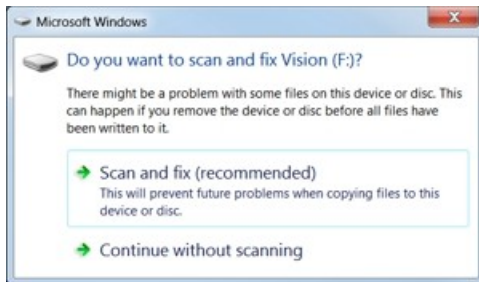 Microsoft Windows
Do you want to scan and fix Vision (F:)?
There might be a problem with some files on this device or disc. This
can happen if you remove the device or disc before all files have
been written to it.
Scan and fix (recommended)
This will prevent future problems when copying files to this
device or disc.
Continue without scanning